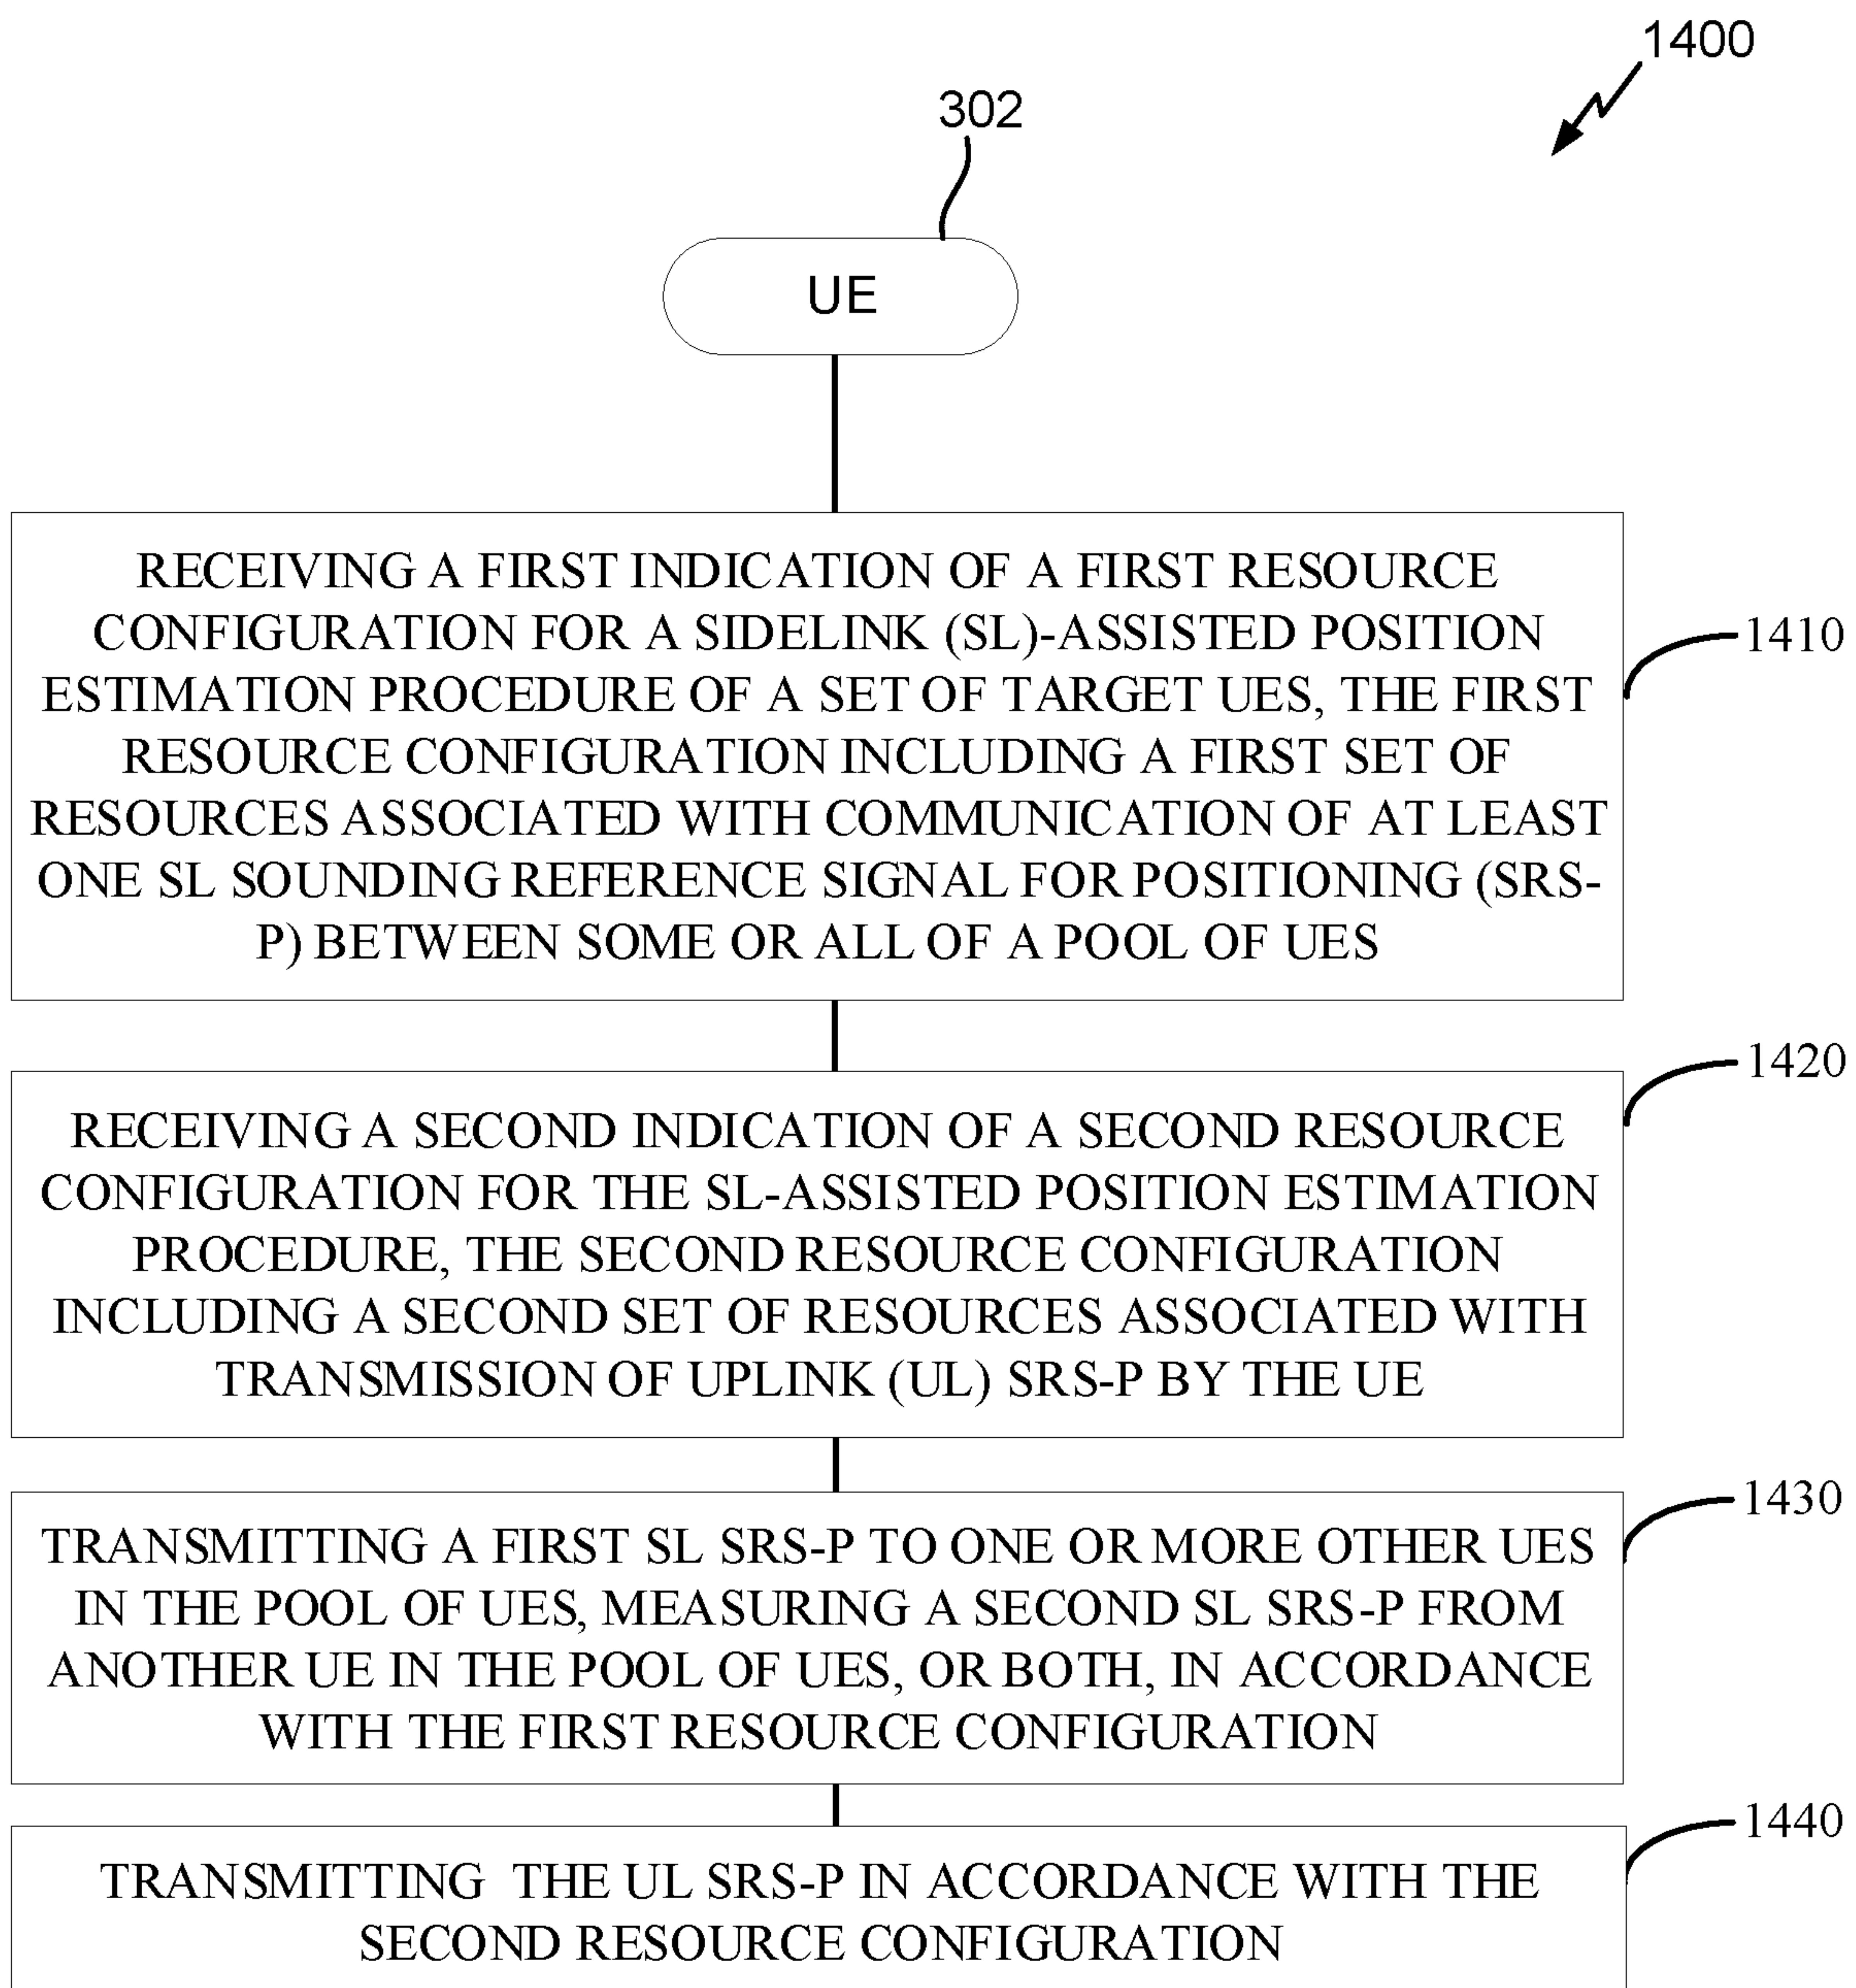 1400
302
UE
RECEIVING A FIRST INDICATION OF A FIRST RESOURCE
CONFIGURATION FOR A SIDELINK (SL)-ASSISTED POSITION
ESTIMATION PROCEDURE OF A SET OF TARGET UES, THE FIRST
RESOURCE CONFIGURATION INCLUDING A FIRST SET OF
RESOURCES ASSOCIATED WITH COMMUNICATION OF AT LEAST
ONE SL SOUNDING REFERENCE SIGNAL FOR POSITIONING (SRS-
P) BETWEEN SOME OR ALL OF A POOL OF UES
1410
RECEIVING A SECOND INDICATION OF A SECOND RESOURCE
CONFIGURATION FOR THE SL-ASSISTED POSITION ESTIMATION
PROCEDURE, THE SECOND RESOURCE CONFIGURATION
INCLUDING A SECOND SET OF RESOURCES ASSOCIATED WITH
TRANSMISSION OF UPLINK (UL) SRS-P BY THE UE
1420
TRANSMITTING A FIRST SL SRS-P TO ONE OR MORE OTHER UES
IN THE POOL OF UES, MEASURING A SECOND SL SRS-P FROM
ANOTHER UE IN THE POOL OF UES, OR BOTH, IN ACCORDANCE
WITH THE FIRST RESOURCE CONFIGURATION
1430
TRANSMITTING THE UL SRS-P IN ACCORDANCE WITH THE
SECOND RESOURCE CONFIGURATION
1440